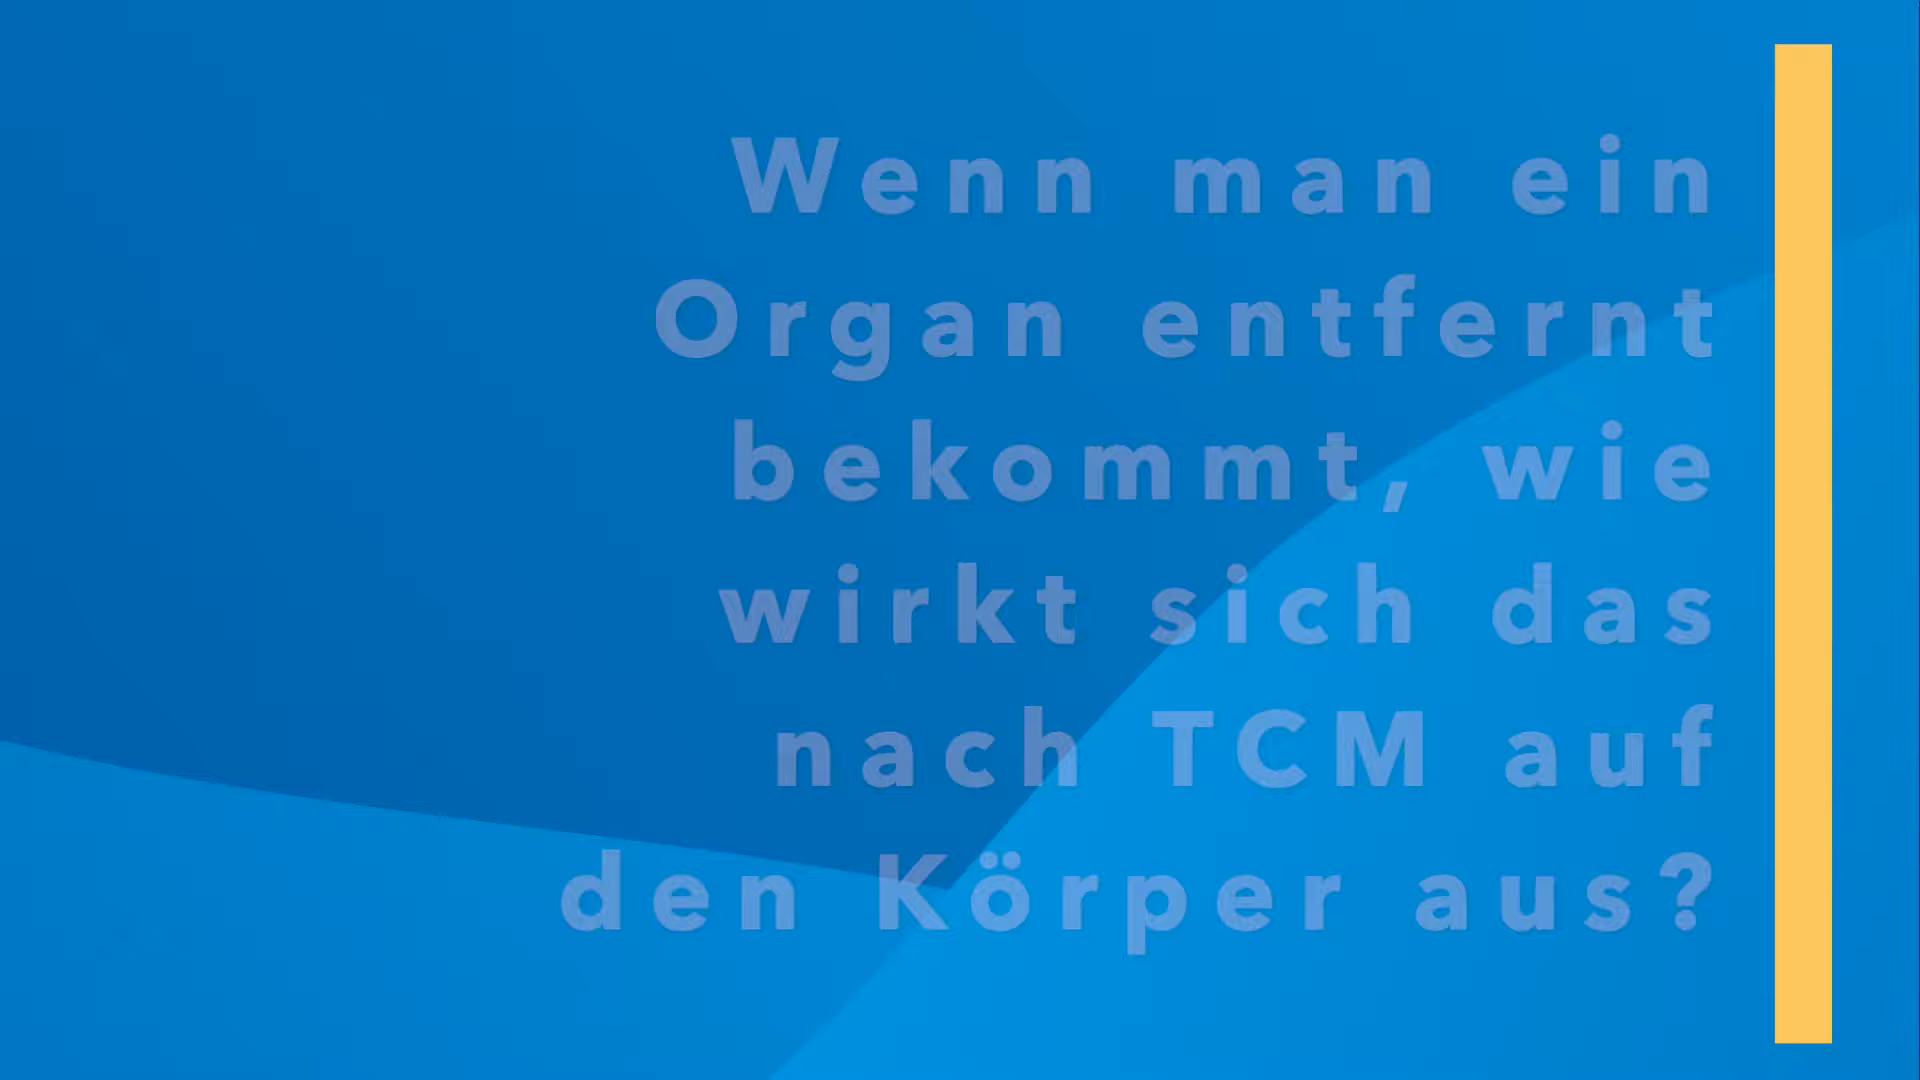 Wenn man ein
Organ entfernt
bekommt, wie
wirkt sich das
nach TCM auf
den Körper aus?